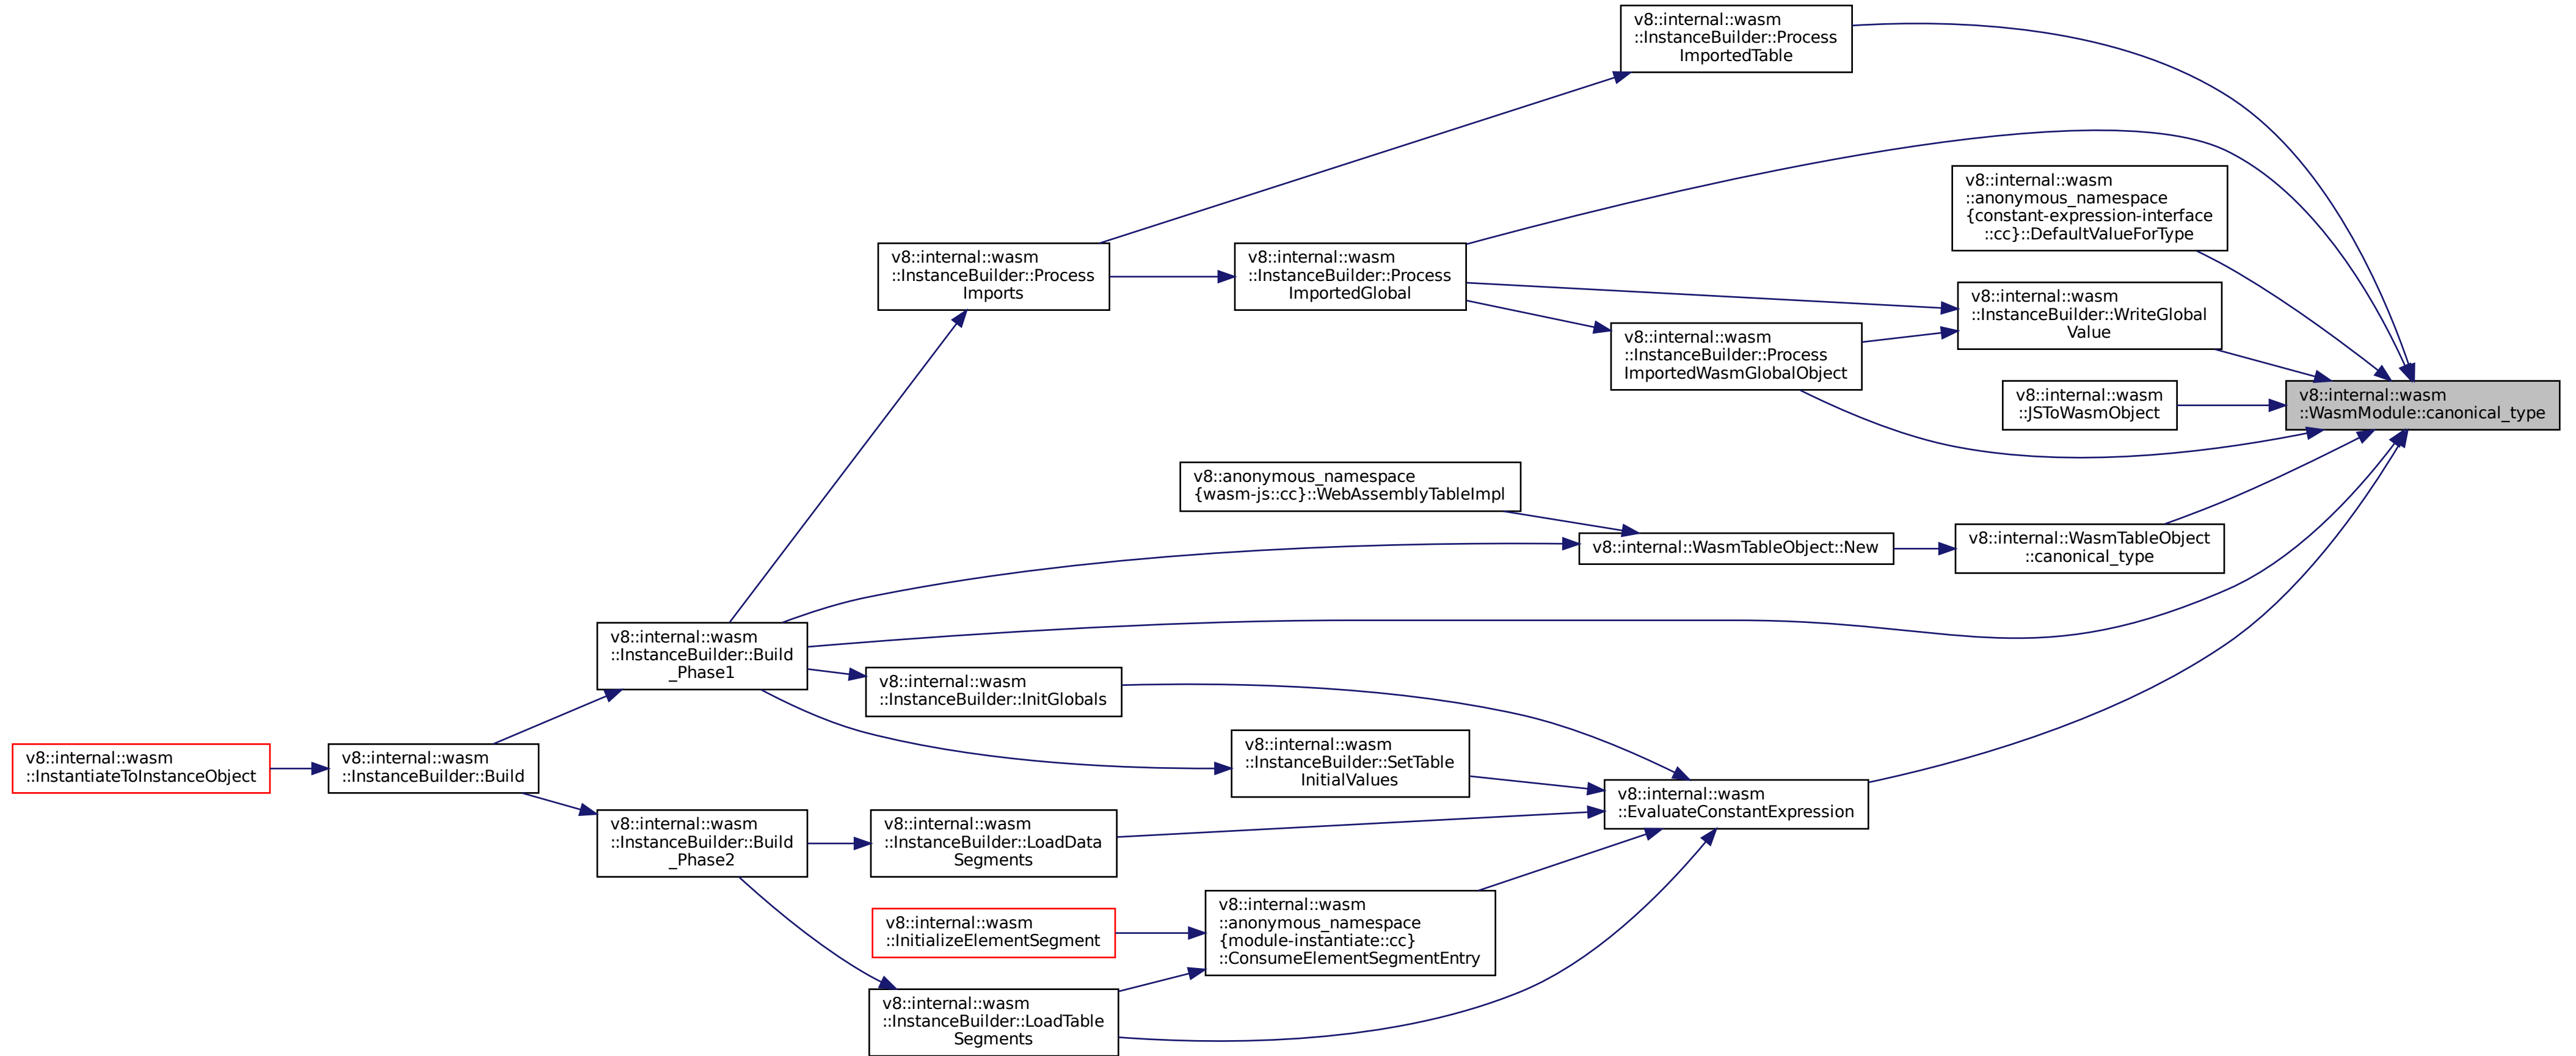 v8::internal::wasm
::InstanceBuilder::Process
ImportedTable
v8::internal::wasm
::anonymous_namespace
{constant-expression-interface
::cc}::DefaultValueForType
v8::internal::wasm
::InstanceBuilder::Process
Imports
v8::internal::wasm
::InstanceBuilder::Process
ImportedGlobal
v8::internal::wasm
::InstanceBuilder::WriteGlobal
Value
v8::internal::wasm
::InstanceBuilder::Process
ImportedWasmGlobalObject
v8::internal::wasm
::JSToWasmObject
v8::internal::wasm
::WasmModule::canonical_type
v8::anonymous_namespace
{wasm-js::cc}::WebAssemblyTableImpl
v8::internal::WasmTableObject::New
v8::internal::WasmTableObject
::canonical_type
v8::internal::wasm
::InstanceBuilder::Build
_Phase1
v8::internal::wasm
::InstanceBuilder::InitGlobals
v8::internal::wasm
::InstanceBuilder::SetTable
InitialValues
v8::internal::wasm
::InstantiateToInstanceObject
v8::internal::wasm
::InstanceBuilder::Build
v8::internal::wasm
::EvaluateConstantExpression
v8::internal::wasm
::InstanceBuilder::Build
_Phase2
v8::internal::wasm
::InstanceBuilder::LoadData
Segments
v8::internal::wasm
::InitializeElementSegment
v8::internal::wasm
::anonymous_namespace
{module-instantiate::cc}
::ConsumeElementSegmentEntry
v8::internal::wasm
::InstanceBuilder::LoadTable
Segments